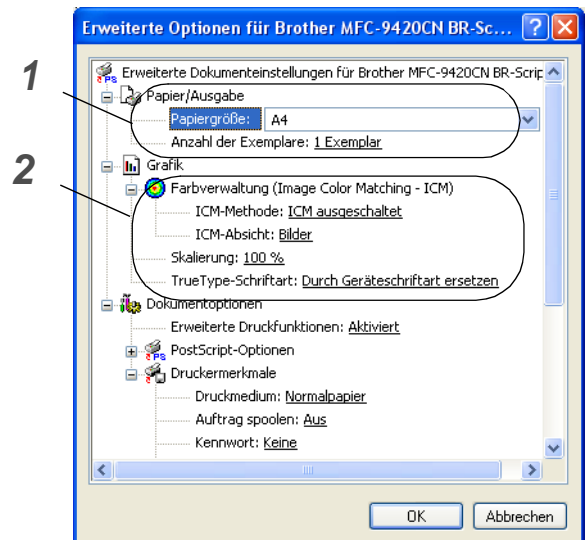 Erweiterte Optionen für Brother MFC-9420CN BR-Sc...
1
2
Erweiterte Dokumenteinstellungen für Brother MFC-9420CN BR-Scrip
Papier/Ausgabe
Papiergröße: A4
Anzahl der Exemplare: 1 Exemplar
Grafik
Farbverwaltung (Image Color Matching - ICM)
ICM-Methode: ICM ausgeschaltet
ICM-Absicht: Bilder
Skalierung: 100 %
TrueType-Schriftart: Durch Geräteschriftart ersetzen
Dokumentoptionen
Erweiterte Druckfunktionen: Aktiviert
PostScript-Optionen
Druckermerkmale
Druckmedium: Normalpapier
Auftrag spoolen: Aus
Kennwort: Keine
OK
Abbrechen